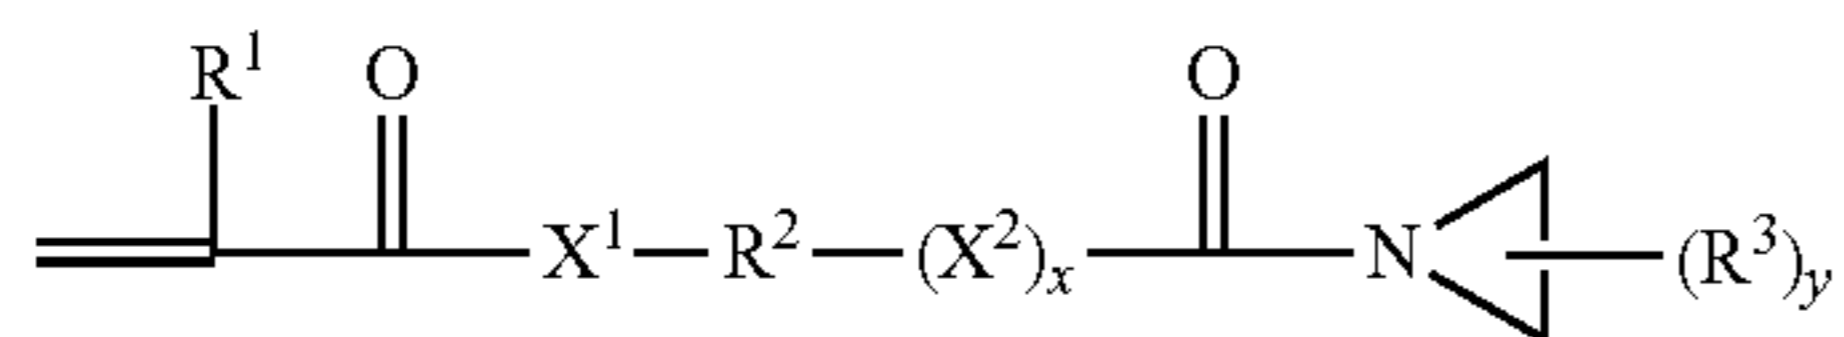 R¹ O O
X¹ R² (X²)ₓ N (R³)y